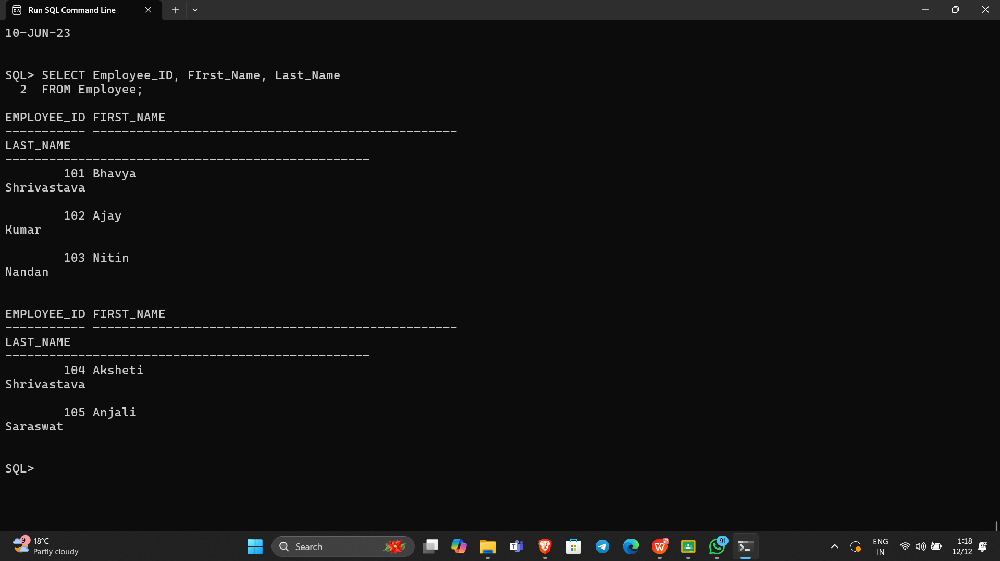 Run SQL Command Line
10-JUN-23
SQL> SELECT Employee_ID, FIrst_Name, Last_Name
  2  FROM Employee;
EMPLOYEE_ID FIRST_NAME
----------- --------------------------------------------------
LAST_NAME
--------------------------------------------------
        101 Bhavya
Shrivastava
        102 Ajay
Kumar
        103 Nitin
Nandan
EMPLOYEE_ID FIRST_NAME
----------- --------------------------------------------------
LAST_NAME
--------------------------------------------------
        104 Aksheti
Shrivastava
        105 Anjali
Saraswat
SQL>
9+
18°C
Partly cloudy
Search
91
ENG
IN
1:18
12/12